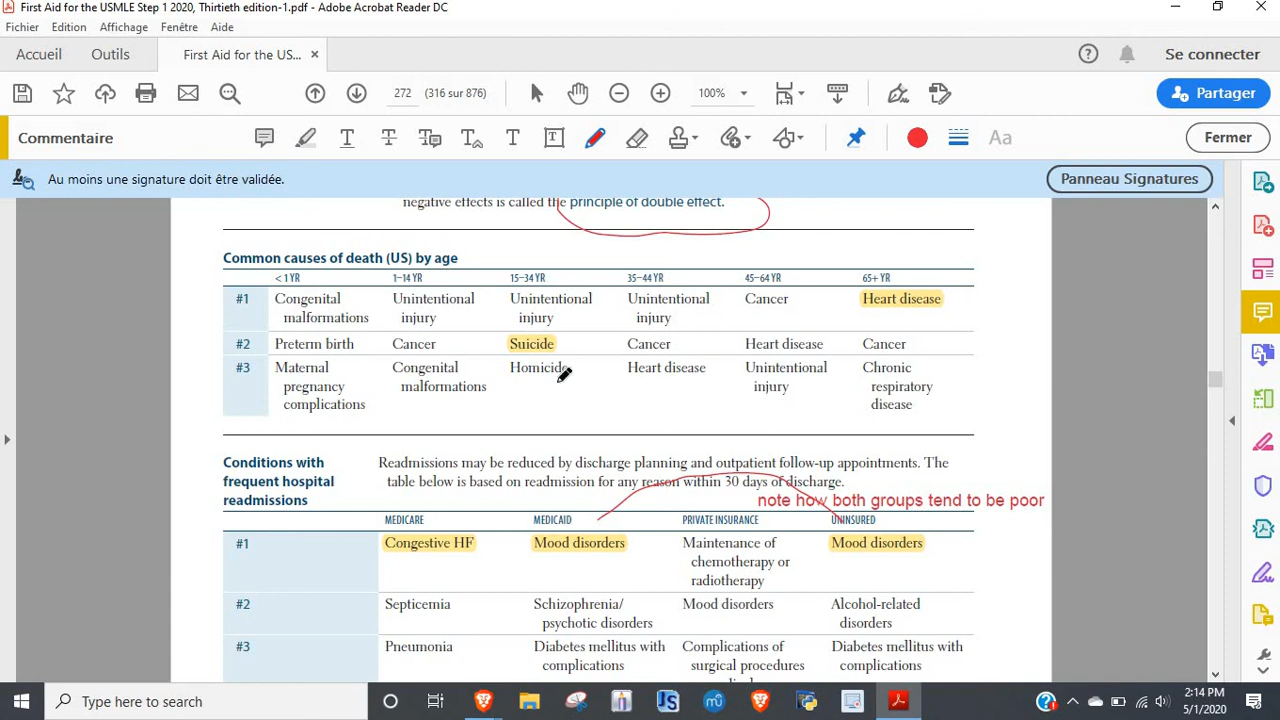 First Aid for the USMLE Step 1 2020, Thirtieth edition-1.pdf - Adobe Acrobat Reader DC
Fichier Edition Affichage Fenêtre Aide
Accueil Outils First Aid for the US... ×
? Se connecter
272 (316 sur 876) 100% Partager
Commentaire T T T T T Aa Fermer
Au moins une signature doit être validée. Panneau Signatures
negative effects is called the principle of double effect.
Common causes of death (US) by age
< 1 YR 1–14 YR 15–34 YR 35–44 YR 45–64 YR 65+ YR
#1 Congenital Unintentional Unintentional Unintentional Cancer Heart disease
malformations injury injury injury
#2 Preterm birth Cancer Suicide Cancer Heart disease Cancer
#3 Maternal Congenital Homicide Heart disease Unintentional Chronic
pregnancy malformations injury respiratory
complications disease
Conditions with Readmissions may be reduced by discharge planning and outpatient follow-up appointments. The
frequent hospital table below is based on readmission for any reason within 30 days of discharge.
readmissions note how both groups tend to be poor
MEDICARE MEDICAID PRIVATE INSURANCE UNINSURED
#1 Congestive HF Mood disorders Maintenance of Mood disorders
chemotherapy or
radiotherapy
#2 Septicemia Schizophrenia/ Mood disorders Alcohol-related
psychotic disorders disorders
#3 Pneumonia Diabetes mellitus with Complications of Diabetes mellitus with
complications surgical procedures complications
Type here to search 2:14 PM
5/1/2020